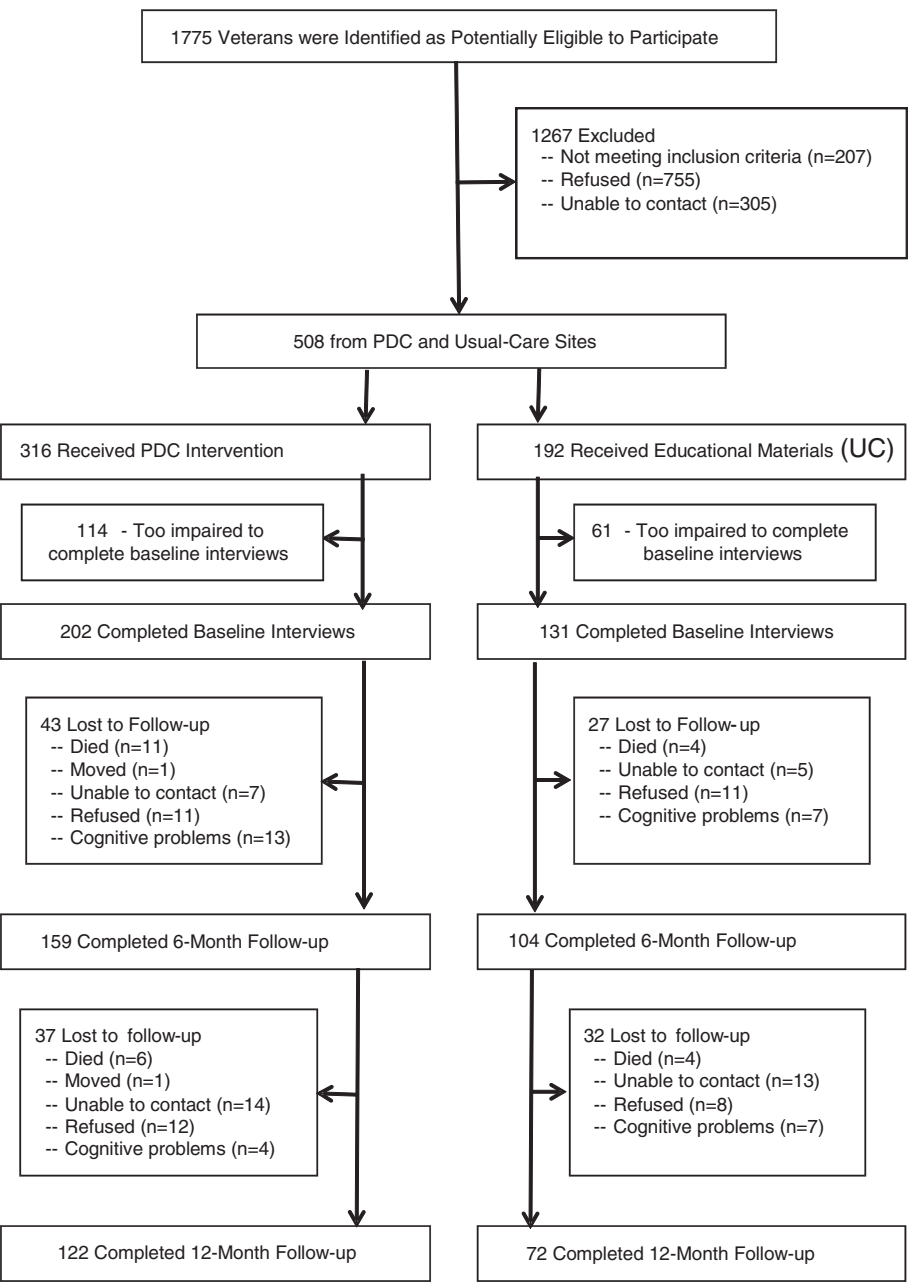 1775 Veterans were Identified as Potentially Eligible to Participate
1267 Excluded
-- Not meeting inclusion criteria (n=207)
-- Refused (n=755)
-- Unable to contact (n=305)
508 from PDC and Usual-Care Sites
316 Received PDC Intervention
192 Received Educational Materials (UC)
114 - Too impaired to
complete baseline interviews
61 - Too impaired to complete
baseline interviews
202 Completed Baseline Interviews
131 Completed Baseline Interviews
43 Lost to Follow-up
-- Died (n=11)
-- Moved (n=1)
-- Unable to contact (n=7)
-- Refused (n=11)
-- Cognitive problems (n=13)
27 Lost to Follow-up
-- Died (n=4)
-- Unable to contact (n=5)
-- Refused (n=11)
-- Cognitive problems (n=7)
159 Completed 6-Month Follow-up
104 Completed 6-Month Follow-up
37 Lost to follow-up
-- Died (n=6)
-- Moved (n=1)
-- Unable to contact (n=14)
-- Refused (n=12)
-- Cognitive problems (n=4)
32 Lost to follow-up
-- Died (n=4)
-- Unable to contact (n=13)
-- Refused (n=8)
-- Cognitive problems (n=7)
122 Completed 12-Month Follow-up
72 Completed 12-Month Follow-up